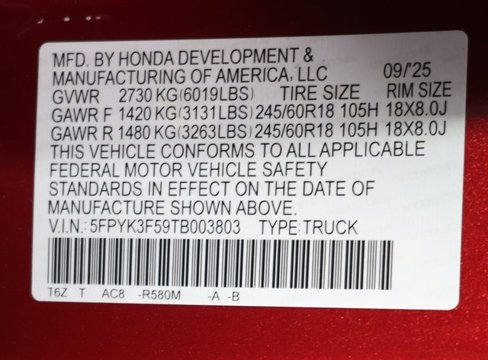 MFD. BY HONDA DEVELOPMENT &
MANUFACTURING OF AMERICA, LLC 09/'25
GVWR 2730 KG(6019LBS) TIRE SIZE RIM SIZE
GAWR F 1420 KG(3131LBS) 245/60R18 105H 18X8.0J
GAWR R 1480 KG(3263LBS) 245/60R18 105H 18X8.0J
THIS VEHICLE CONFORMS TO ALL APPLICABLE
FEDERAL MOTOR VEHICLE SAFETY
STANDARDS IN EFFECT ON THE DATE OF
MANUFACTURE SHOWN ABOVE.
V.I.N.: 5FPYK3F59TB003803 TYPE:TRUCK
T6Z T AC8 -R580M -A -B